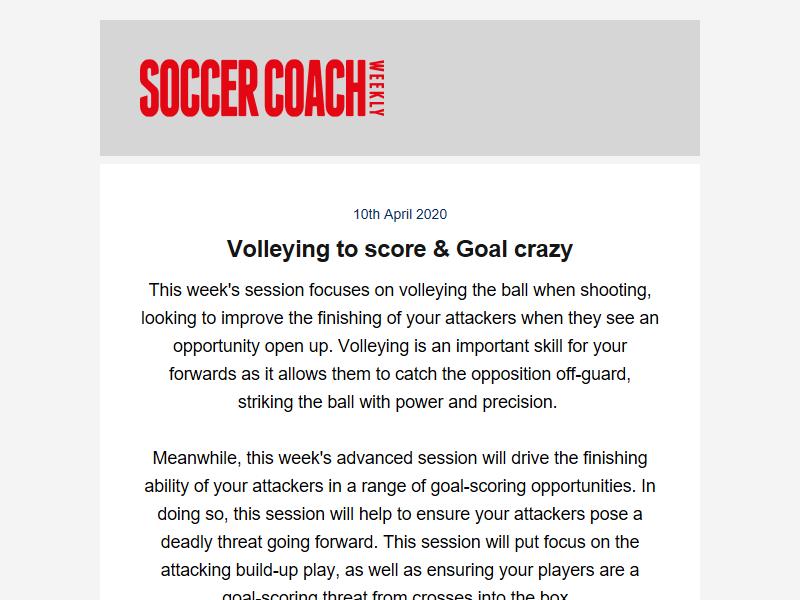 SOCCER COACH WEEKLY
10th April 2020
Volleying to score & Goal crazy
This week's session focuses on volleying the ball when shooting,
looking to improve the finishing of your attackers when they see an
opportunity open up. Volleying is an important skill for your
forwards as it allows them to catch the opposition off-guard,
striking the ball with power and precision.
Meanwhile, this week's advanced session will drive the finishing
ability of your attackers in a range of goal-scoring opportunities. In
doing so, this session will help to ensure your attackers pose a
deadly threat going forward. This session will put focus on the
attacking build-up play, as well as ensuring your players are a
goal-scoring threat from crosses into the box.